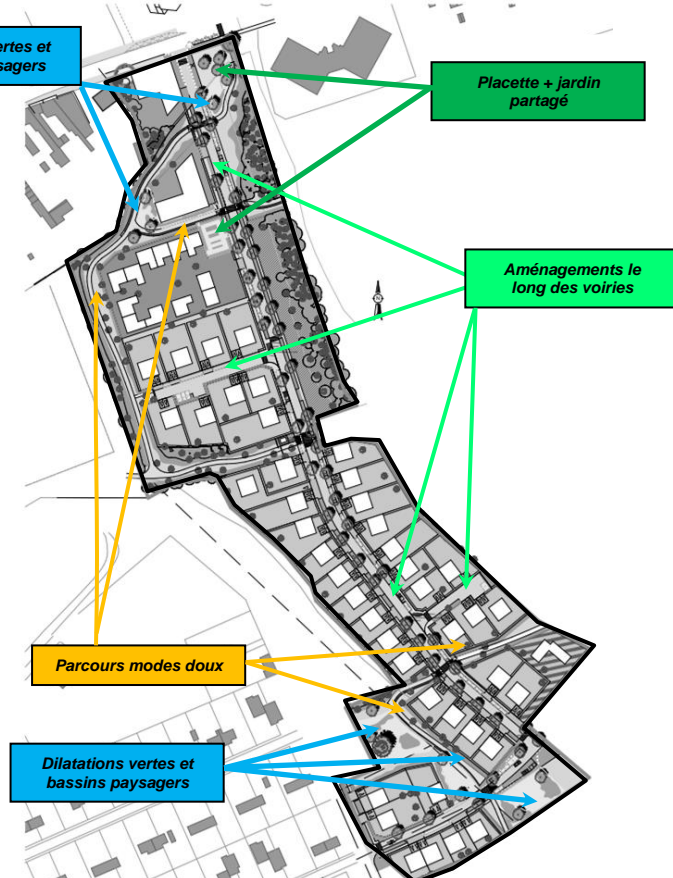 ertes et
sagers
Placette + jardin
partagé
Aménagements le
long des voiries
Parcours modes doux
Dilatations vertes et
bassins paysagers